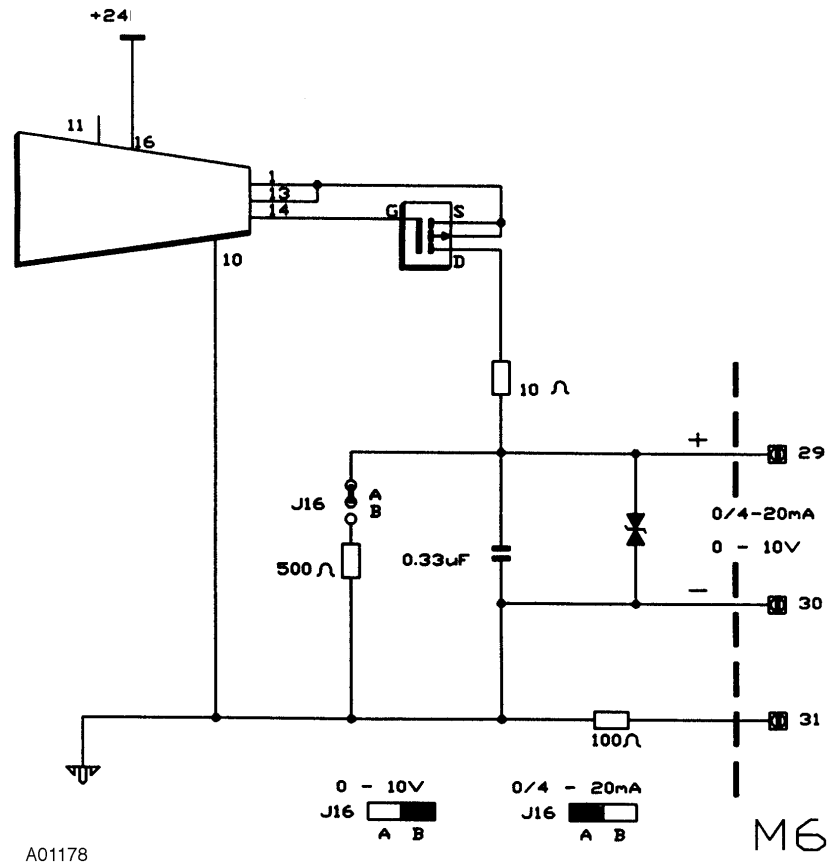 +24
11
16
1
13
14
G
S
D
10
10 Ω
+
29
J16
A
B
0/4-20mA
0 - 10V
500Ω
0.33uF
-
30
31
100Ω
0 - 10V
0/4 - 20mA
J16
J16
A B
A B
M6
A01178